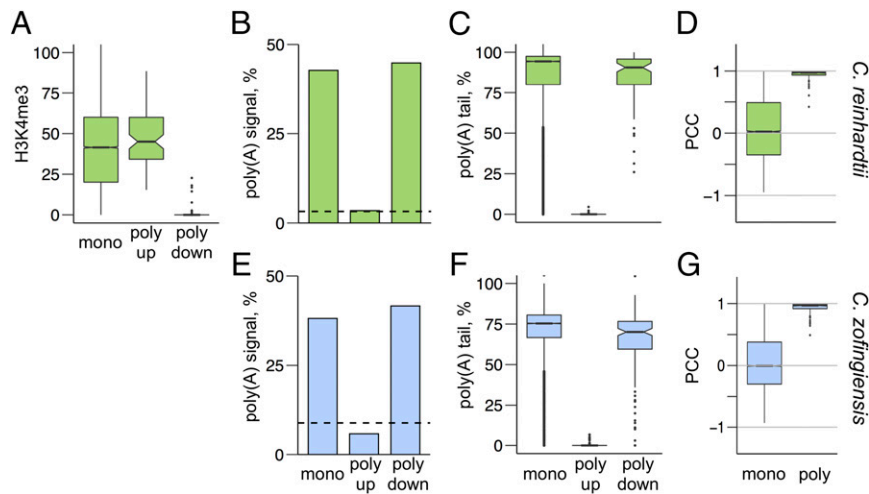 A
H3K4me3
100
75
50
25
0
mono
poly up
poly down
B
poly(A) signal, %
50
25
0
C
poly(A) tail, %
100
75
50
25
0
D
PCC
1
0
−1
C. reinhardtii
E
poly(A) signal, %
50
25
0
mono
poly up
poly down
F
poly(A) tail, %
100
75
50
25
0
mono
poly up
poly down
G
PCC
1
0
−1
mono
poly
C. zofingiensis